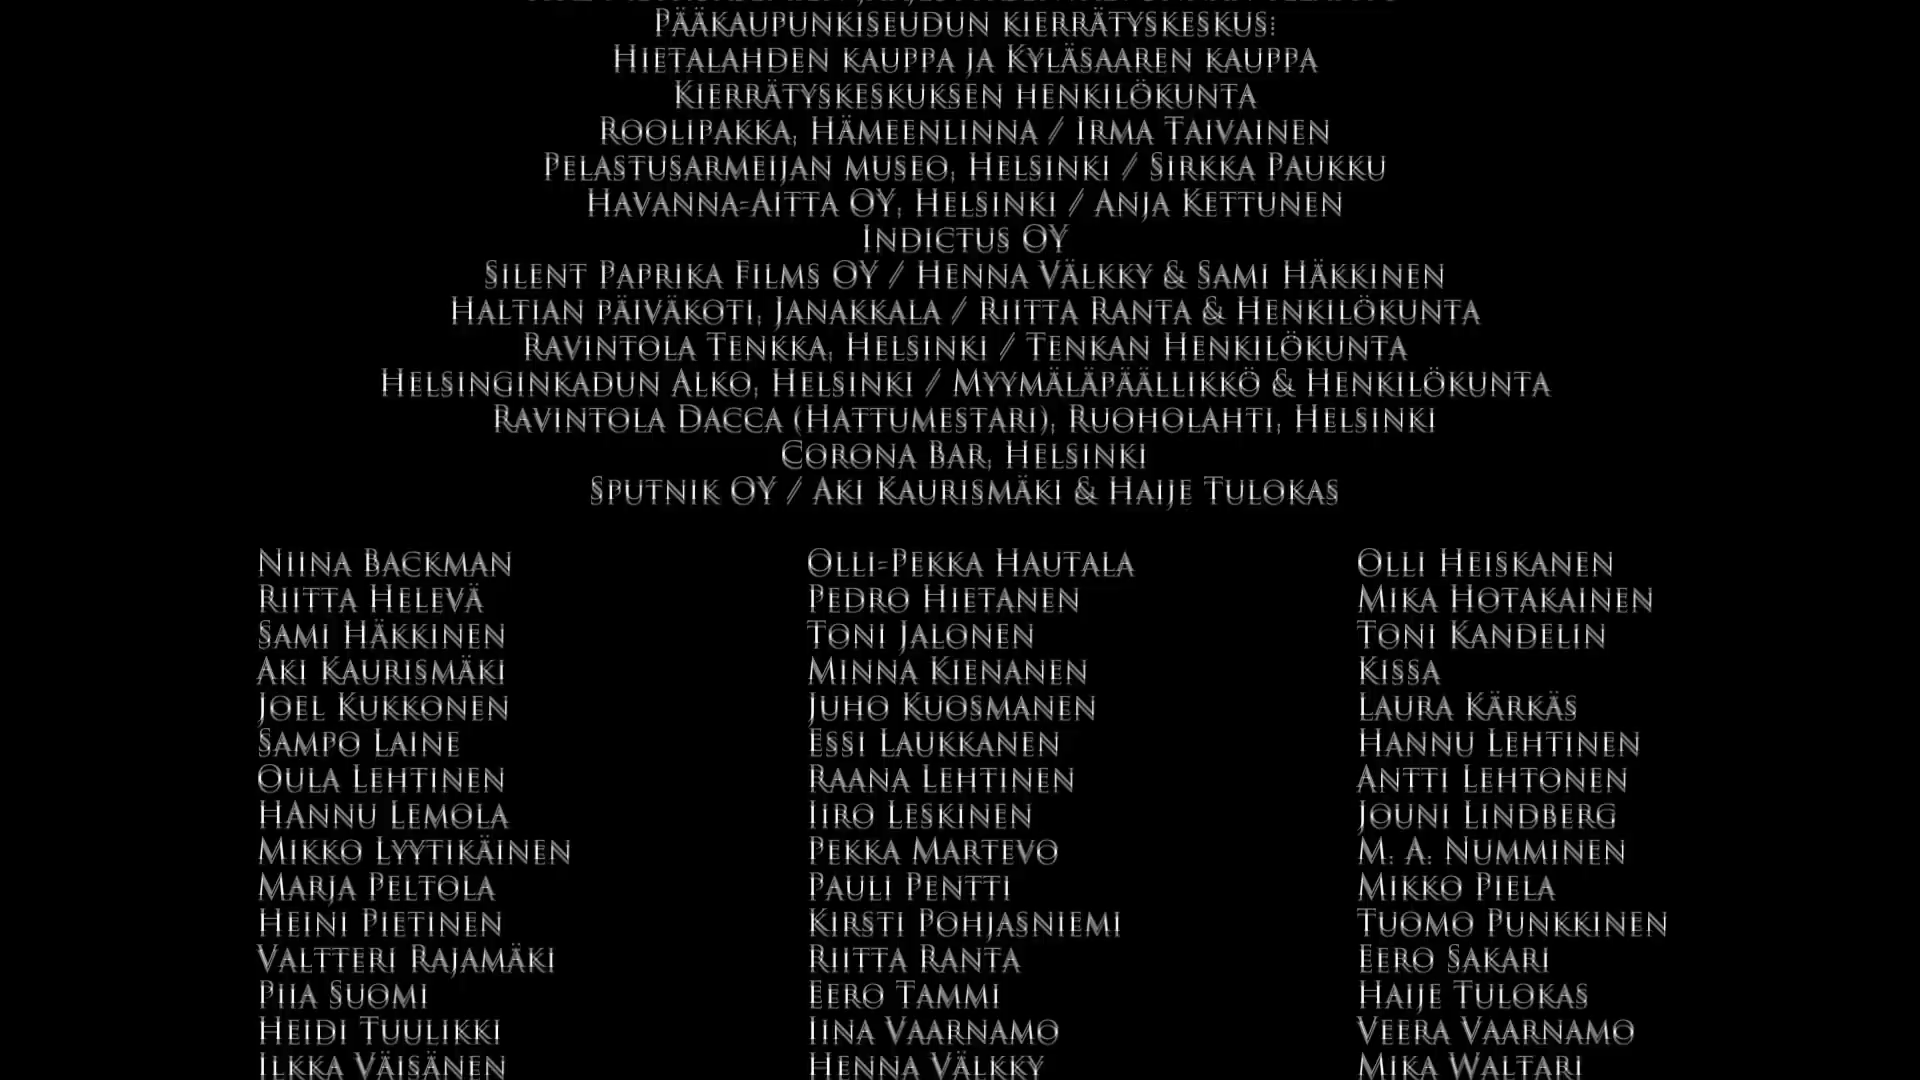 Pääkaupunkiseudun kierrätyskeskus:
Hietalahden kauppa ja Kyläsaaren kauppa
Kierrätyskeskuksen henkilökunta
Roolipakka, Hämeenlinna / Irma Taivainen
Pelastusarmeijan museo, Helsinki / Sirkka Paukku
Havanna-Aitta OY, Helsinki / Anja Kettunen
Indictus OY
Silent Paprika Films OY / Henna Välkky & Sami Häkkinen
Haltian päiväkoti, Janakkala / Riitta Ranta & Henkilökunta
Ravintola Tenkka, Helsinki / Tenkan Henkilökunta
Helsinginkadun Alko, Helsinki / Myymäläpäällikkö & Henkilökunta
Ravintola Dacca (Hattumestari), Ruoholahti, Helsinki
Corona Bar, Helsinki
Sputnik OY / Aki Kaurismäki & Haije Tulokas
Niina Backman
Riitta Helevä
Sami Häkkinen
Aki Kaurismäki
Joel Kukkonen
Sampo Laine
Oula Lehtinen
HAnnu Lemola
Mikko Lyytikäinen
Marja Peltola
Heini Pietinen
Valtteri Rajamäki
Piia Suomi
Heidi Tuulikki
Ilkka Väisänen
Olli-Pekka Hautala
Pedro Hietanen
Toni Jalonen
Minna Kienanen
Juho Kuosmanen
Essi Laukkanen
Raana Lehtinen
Iiro Leskinen
Pekka Martevo
Pauli Pentti
Kirsti Pohjasniemi
Riitta Ranta
Eero Tammi
Iina Vaarnamo
Henna Välkky
Olli Heiskanen
Mika Hotakainen
Toni Kandelin
Kissa
Laura Kärkäs
Hannu Lehtinen
Antti Lehtonen
Jouni Lindberg
M. A. Numminen
Mikko Piela
Tuomo Punkkinen
Eero Sakari
Haije Tulokas
Veera Vaarnamo
Mika Waltari